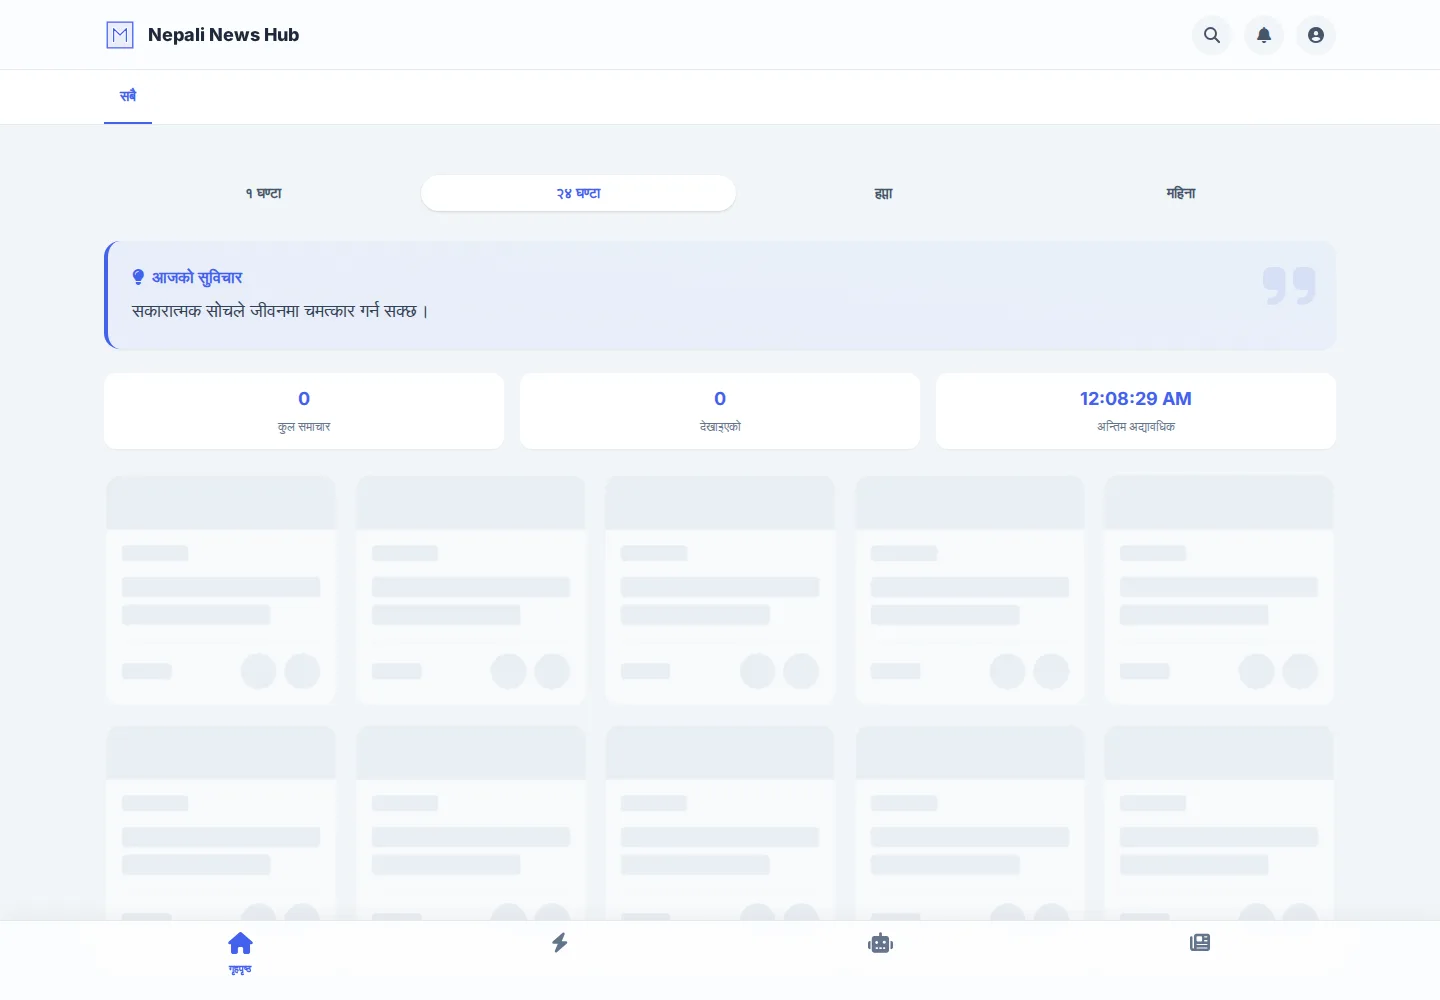 Nepali News Hub
सबै
१ घण्टा
२४ घण्टा
हप्ता
महिना
आजको सुविचार
सकारात्मक सोचले जीवनमा चमत्कार गर्न सक्छ।
0
कुल समाचार
0
देखाइएको
12:08:29 AM
अन्तिम अद्यावधिक
गृहपृष्ठ